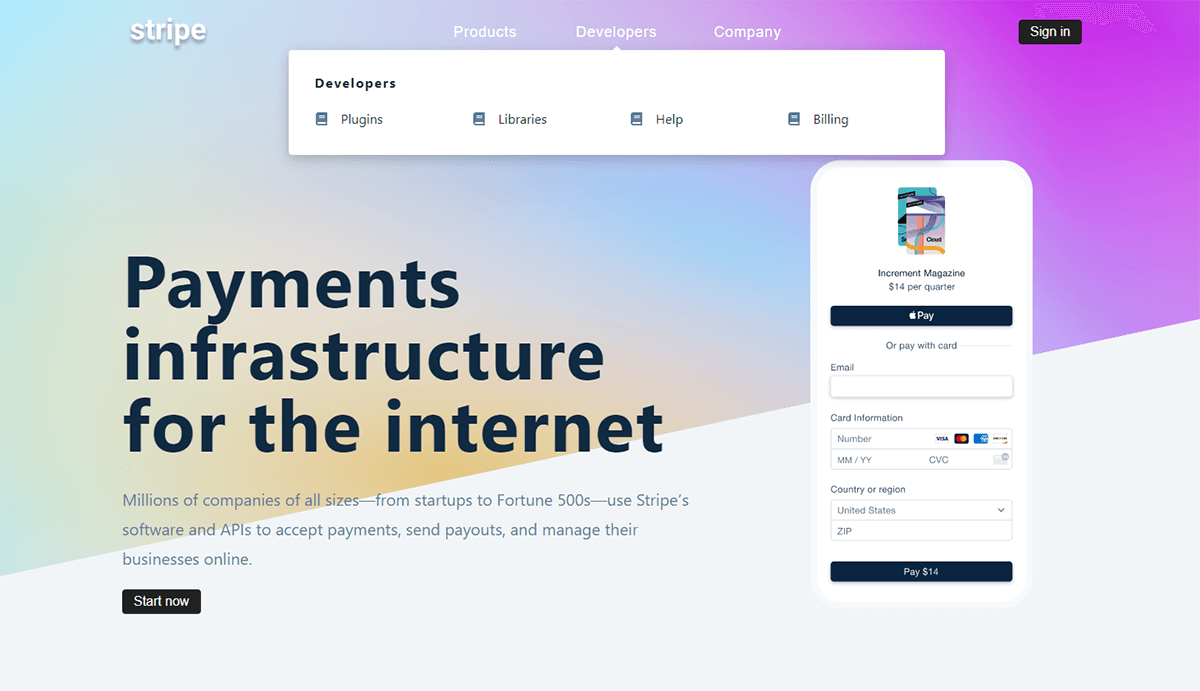 stripe
Products
Developers
Company
Sign in
Developers
Plugins
Libraries
Help
Billing
Payments
infrastructure
for the internet
Millions of companies of all sizes—from startups to Fortune 500s—use Stripe’s
software and APIs to accept payments, send payouts, and manage their
businesses online.
Start now
Cloud
Increment Magazine
$14 per quarter
Pay
Or pay with card
Email
Card Information
Number
VISA
MM / YY
CVC
Country or region
United States
ZIP
Pay $14